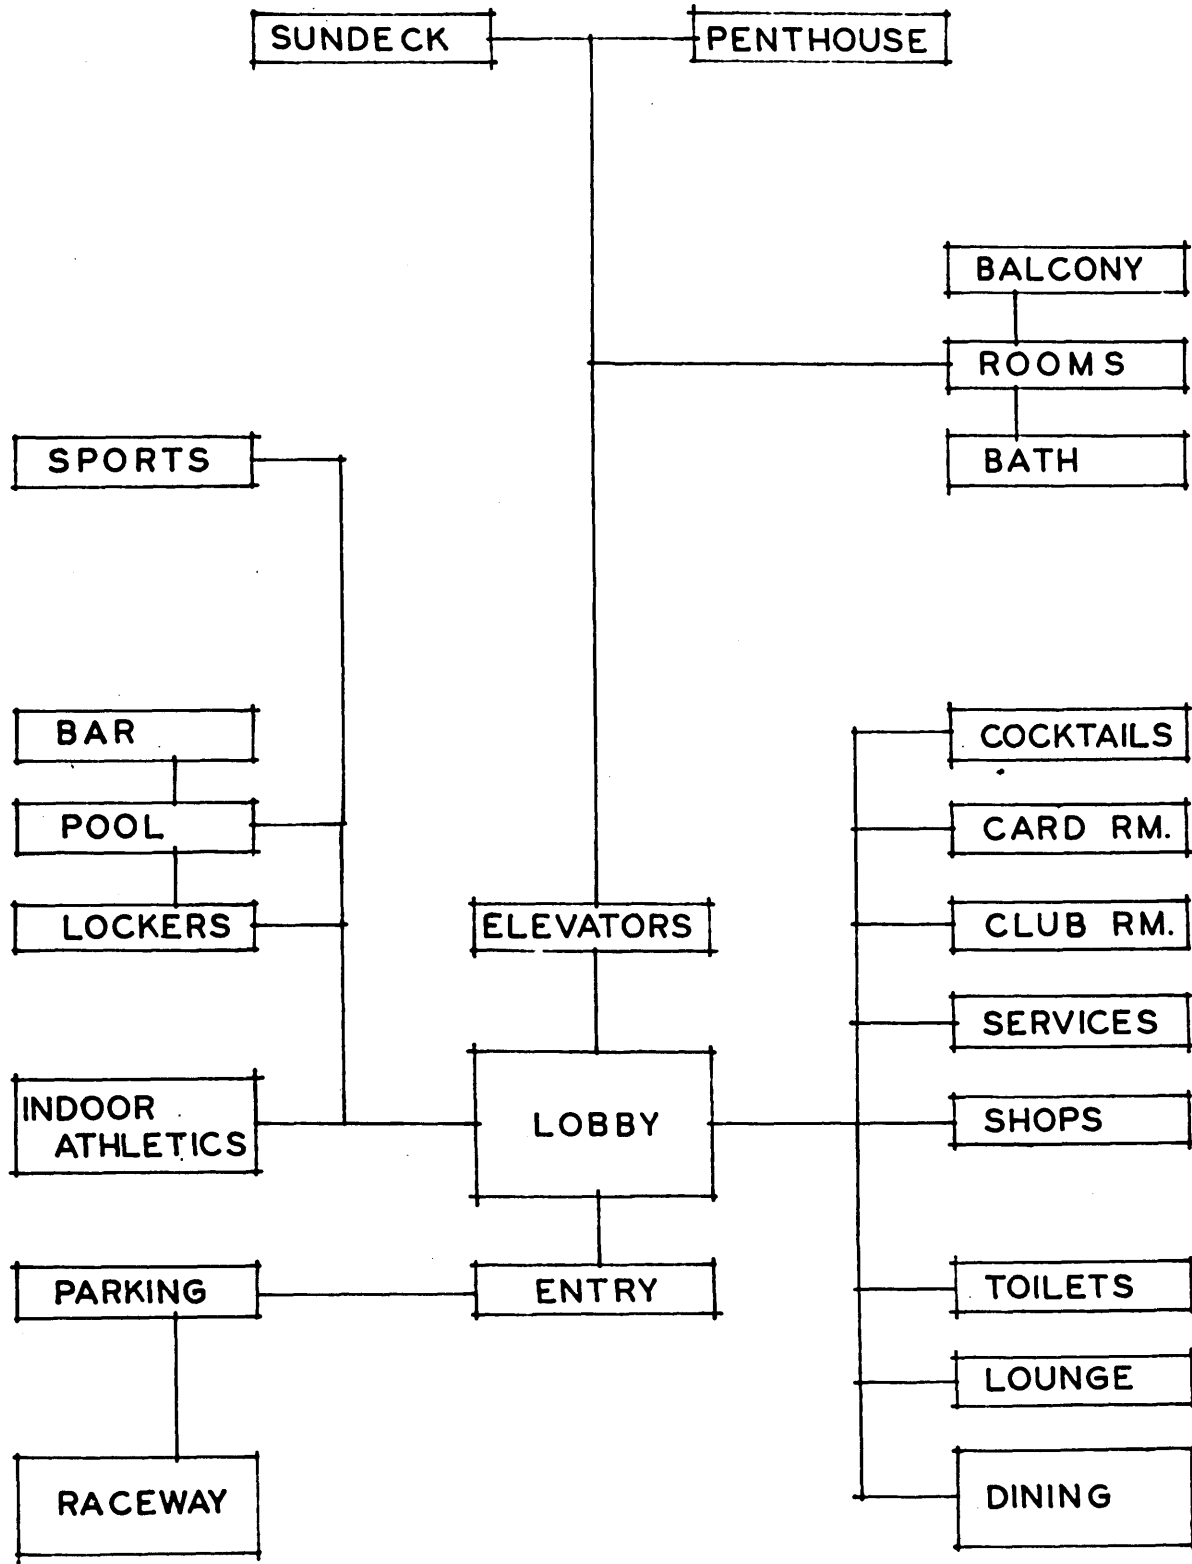 SUNDECK
PENTHOUSE
BALCONY
ROOMS
BATH
SPORTS
BAR
POOL
LOCKERS
ELEVATORS
COCKTAILS
CARD RM.
CLUB RM.
SERVICES
INDOOR
ATHLETICS
LOBBY
SHOPS
PARKING
ENTRY
TOILETS
LOUNGE
RACEWAY
DINING